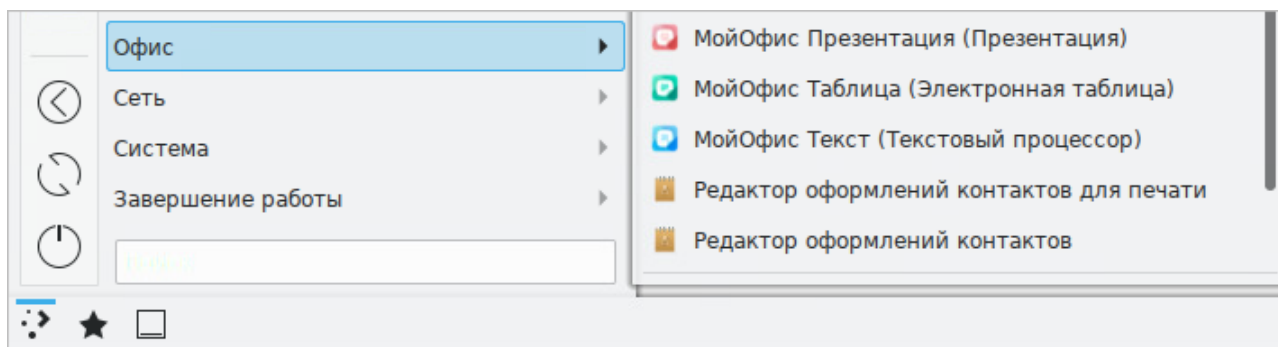 Офис
Сеть
Система
Завершение работы
МойОфис Презентация (Презентация)
МойОфис Таблица (Электронная таблица)
МойОфис Текст (Текстовый процессор)
Редактор оформлений контактов для печати
Редактор оформлений контактов